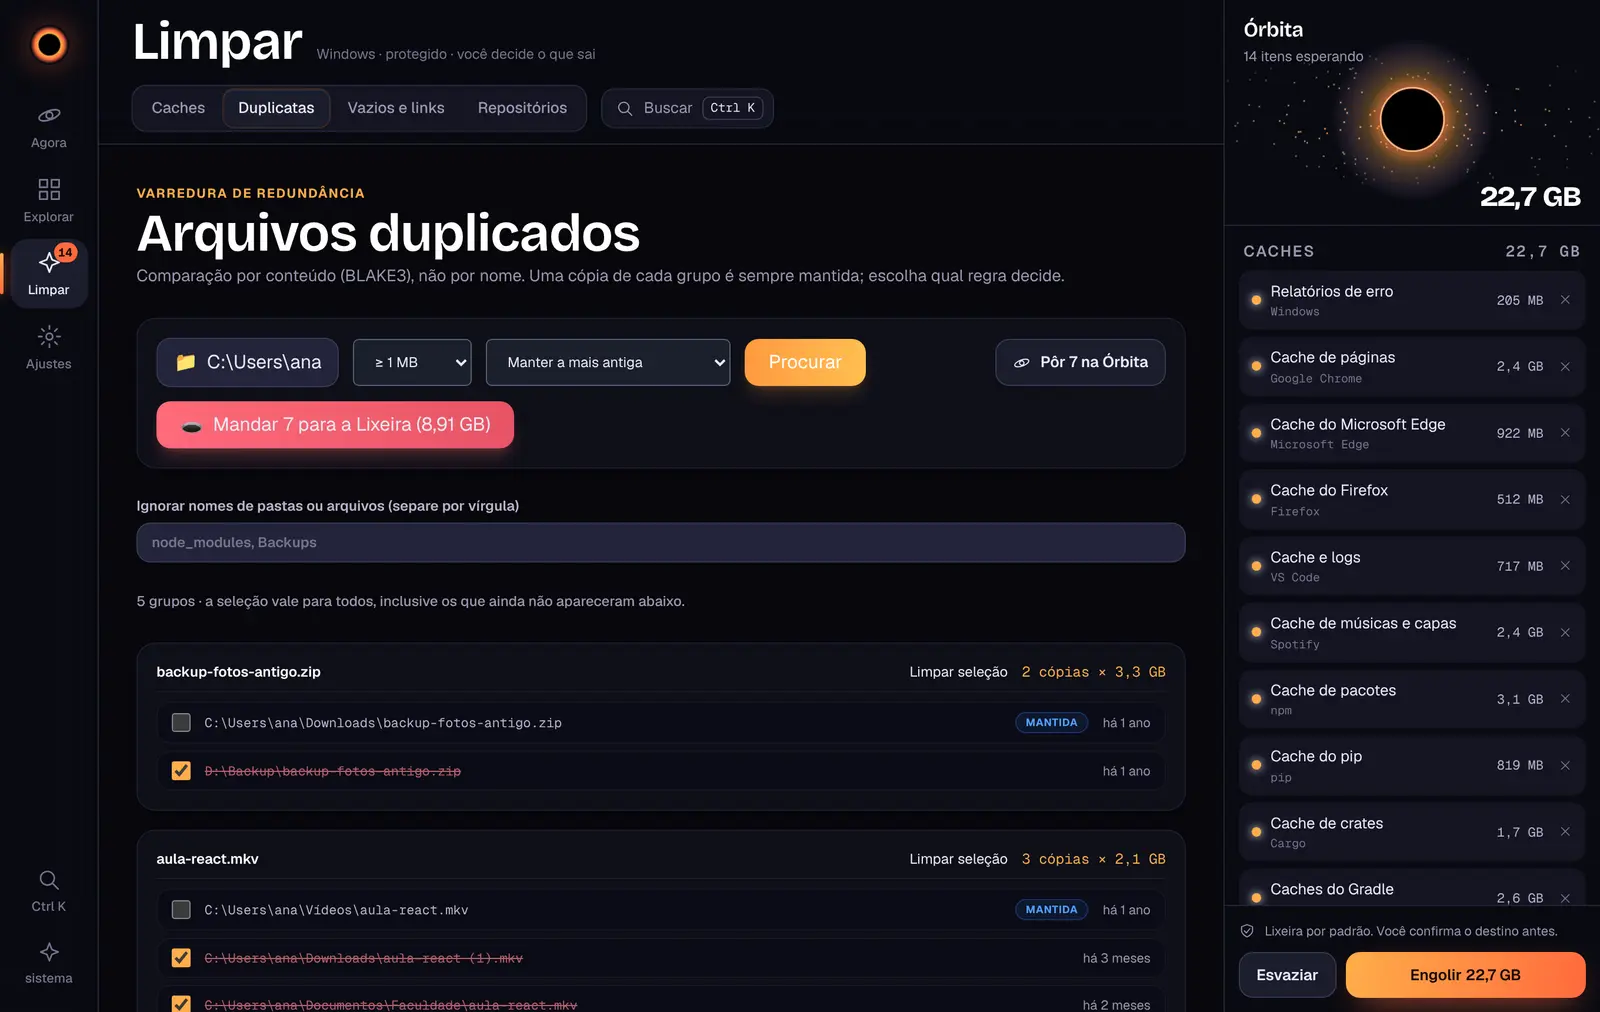 Agora
Explorar
14
Limpar
Ajustes
Ctrl K
sistema
Limpar
Windows · protegido · você decide o que sai
Caches
Duplicatas
Vazios e links
Repositórios
Buscar
Ctrl K
VARREDURA DE REDUNDÂNCIA
Arquivos duplicados
Comparação por conteúdo (BLAKE3), não por nome. Uma cópia de cada grupo é sempre mantida; escolha qual regra decide.
C:\Users\ana
≥ 1 MB
Manter a mais antiga
Procurar
Pôr 7 na Órbita
Mandar 7 para a Lixeira (8,91 GB)
Ignorar nomes de pastas ou arquivos (separe por vírgula)
node_modules, Backups
5 grupos · a seleção vale para todos, inclusive os que ainda não apareceram abaixo.
backup-fotos-antigo.zip
Limpar seleção
2 cópias × 3,3 GB
C:\Users\ana\Downloads\backup-fotos-antigo.zip
MANTIDA
há 1 ano
D:\Backup\backup-fotos-antigo.zip
há 1 ano
aula-react.mkv
Limpar seleção
3 cópias × 2,1 GB
C:\Users\ana\Vídeos\aula-react.mkv
MANTIDA
há 1 ano
C:\Users\ana\Downloads\aula-react (1).mkv
há 3 meses
C:\Users\ana\Documentos\Faculdade\aula-react.mkv
há 2 meses
Órbita
14 itens esperando
22,7 GB
CACHES
22,7 GB
Relatórios de erro
Windows
205 MB
Cache de páginas
Google Chrome
2,4 GB
Cache do Microsoft Edge
Microsoft Edge
922 MB
Cache do Firefox
Firefox
512 MB
Cache e logs
VS Code
717 MB
Cache de músicas e capas
Spotify
2,4 GB
Cache de pacotes
npm
3,1 GB
Cache do pip
pip
819 MB
Cache de crates
Cargo
1,7 GB
Caches do Gradle
2,6 GB
Lixeira por padrão. Você confirma o destino antes.
Esvaziar
Engolir 22,7 GB